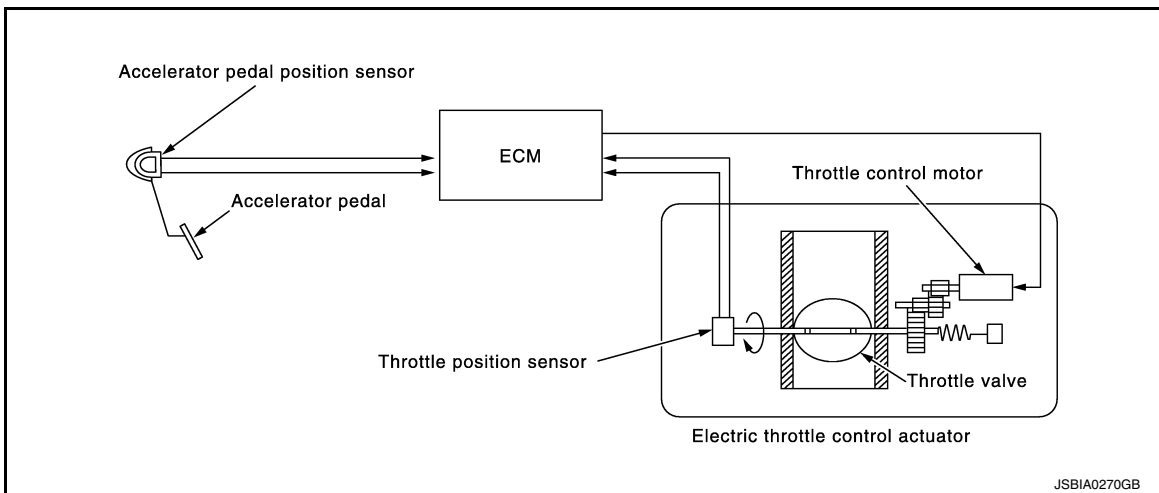 Accelerator pedal position sensor
ECM
Throttle control motor
Accelerator pedal
Throttle position sensor
Throttle valve
Electric throttle control actuator
JSBIA0270GB